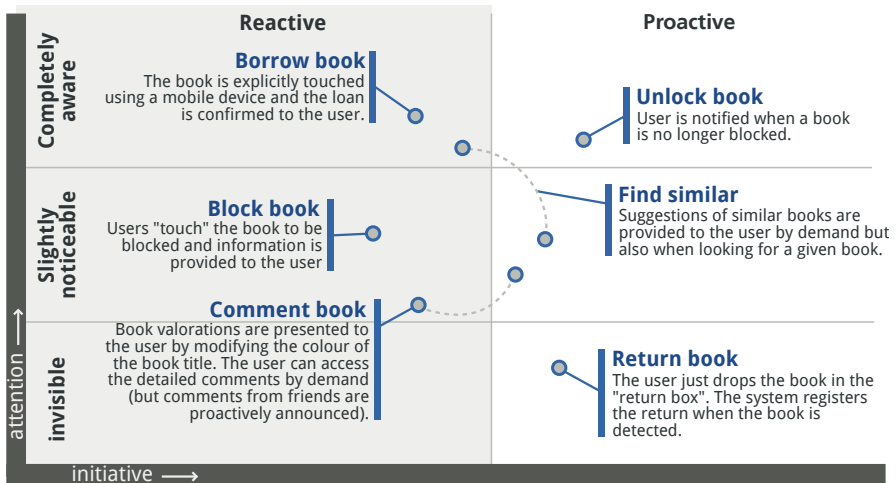 Reactive
Proactive
Completely
aware
Borrow book
The book is explicitly touched
using a mobile device and the loan
is confirmed to the user.
Unlock book
User is notified when a book
is no longer blocked.
Slightly
noticeable
Block book
Users "touch" the book to be
blocked and information is
provided to the user
Find similar
Suggestions of similar books are
provided to the user by demand but
also when looking for a given book.
Comment book
Book valorations are presented to
the user by modifying the colour of
the book title. The user can access
the detailed comments by demand
(but comments from friends are
proactively announced).
invisible
Return book
The user just drops the book in the
"return box". The system registers
the return when the book is
detected.
attention ⟶
initiative ⟶